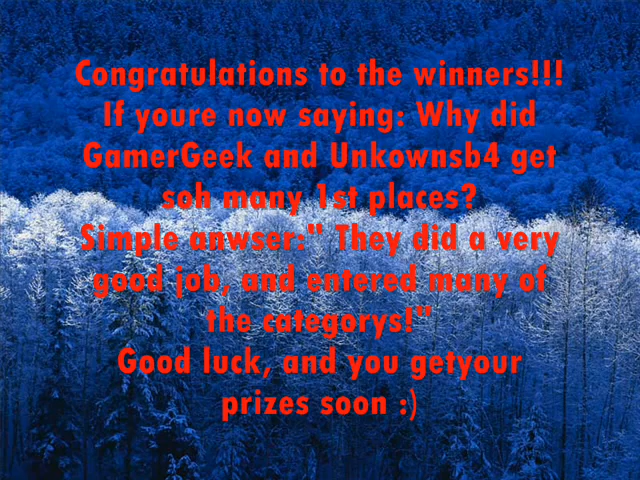 Congratulations to the winners!!!
If youre now saying: Why did
GamerGeek and Unkownsb4 get
soh many 1st places?
Simple anwser:" They did a very
good job, and entered many of
the categorys!"
Good luck, and you getyour
prizes soon :)